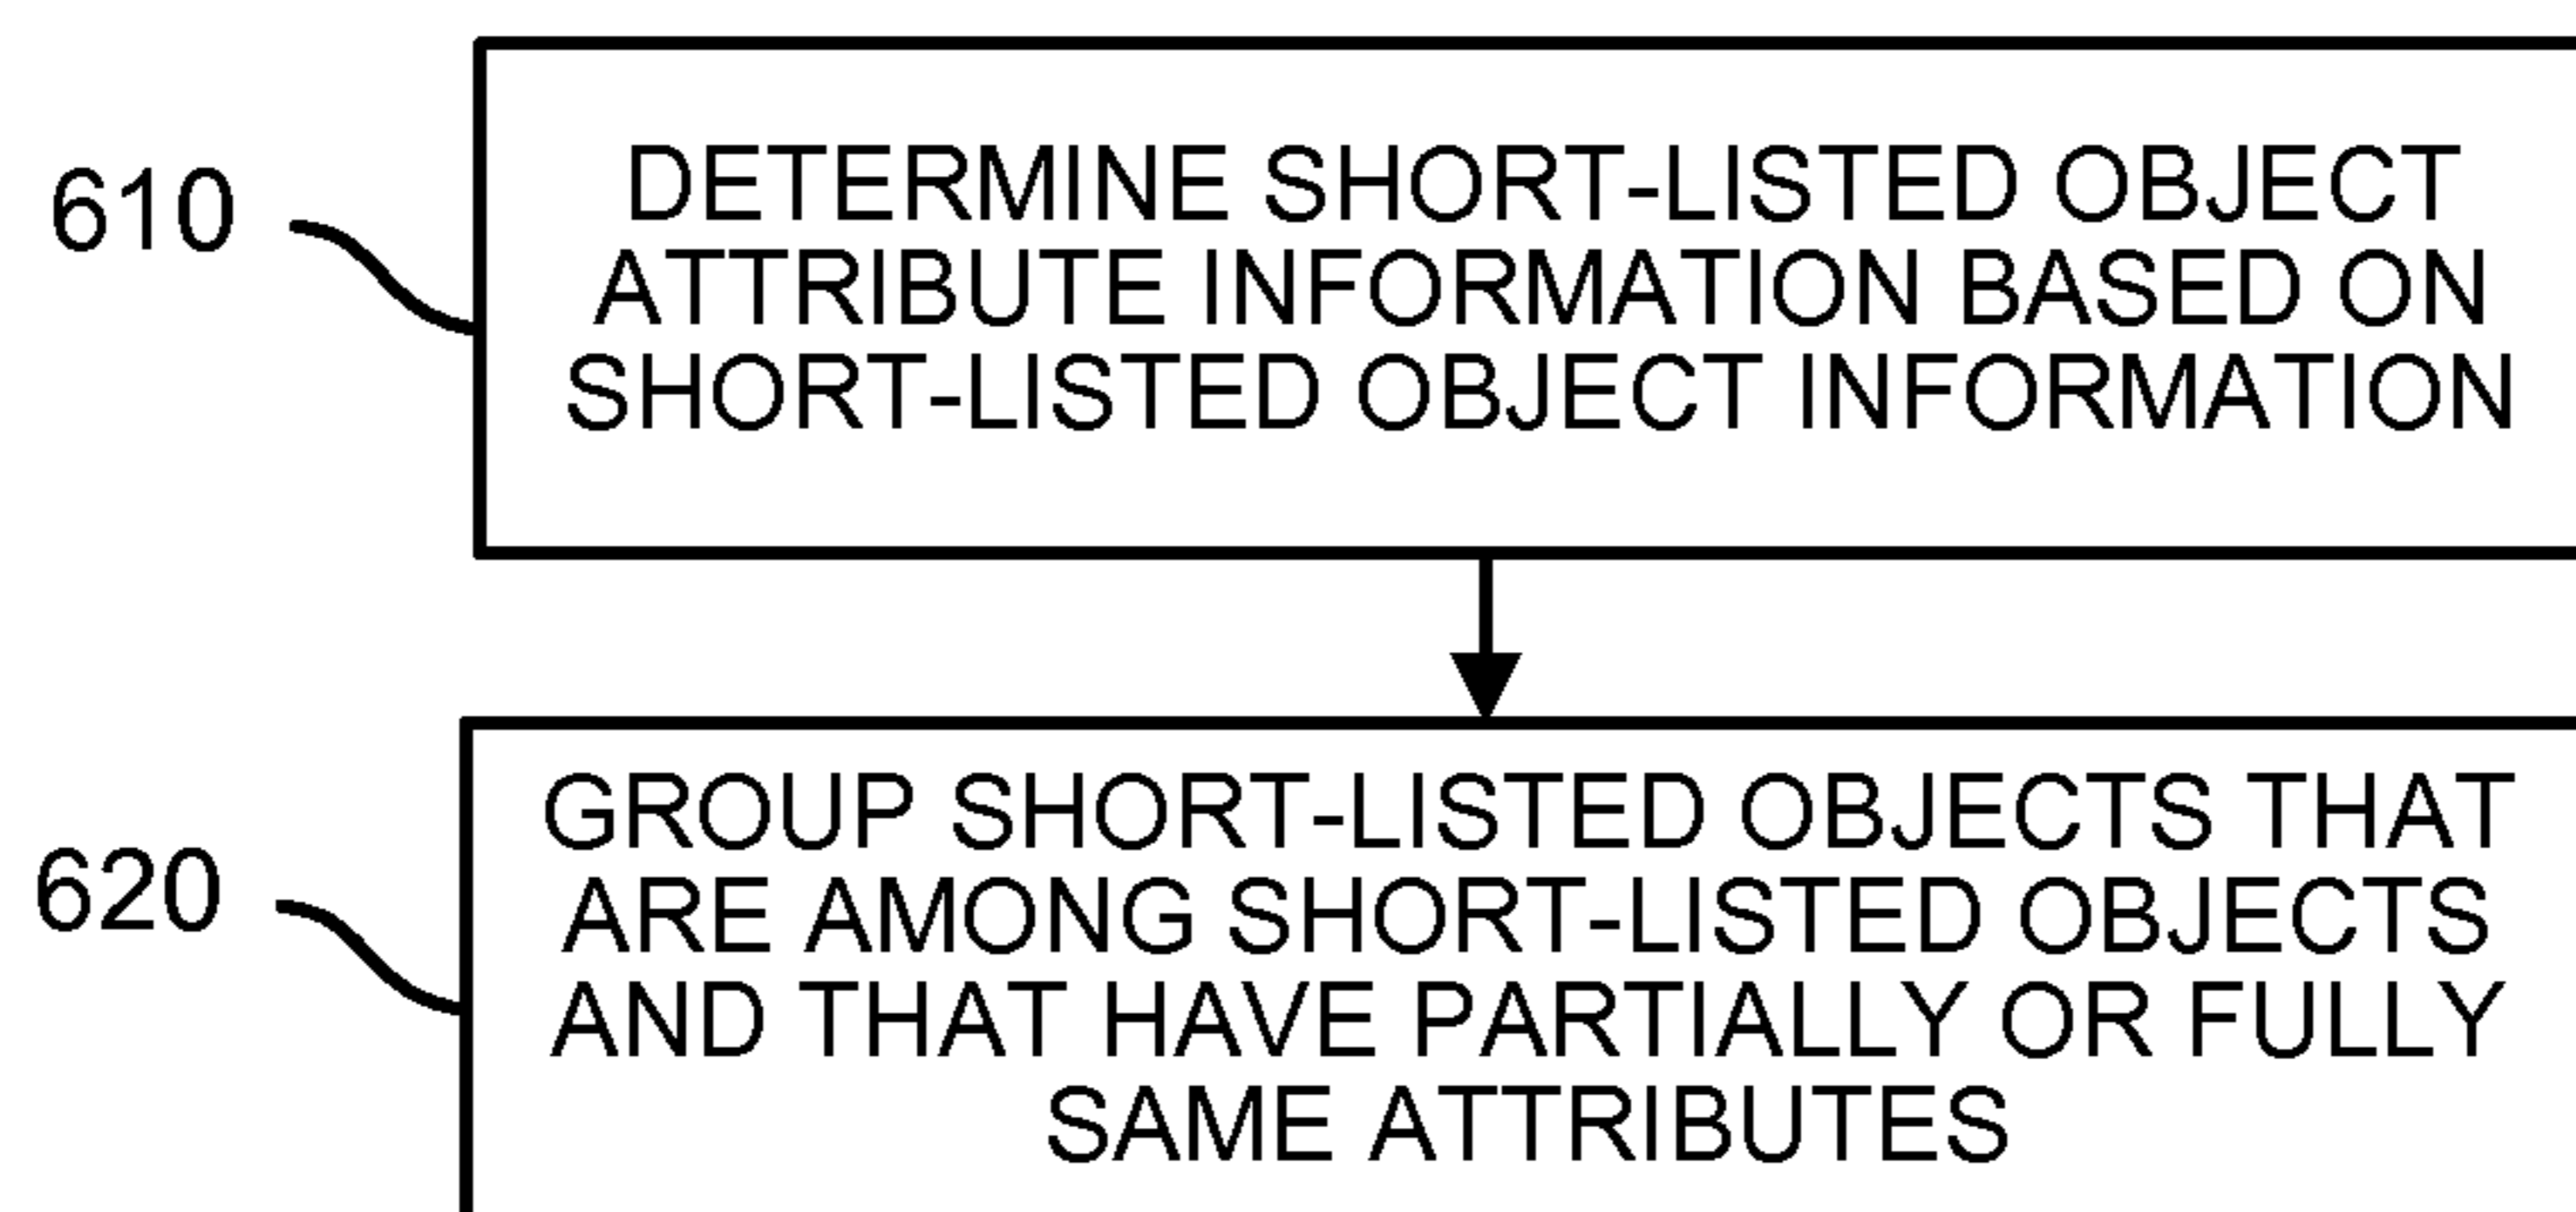 610
DETERMINE SHORT-LISTED OBJECT
ATTRIBUTE INFORMATION BASED ON
SHORT-LISTED OBJECT INFORMATION
620
GROUP SHORT-LISTED OBJECTS THAT
ARE AMONG SHORT-LISTED OBJECTS
AND THAT HAVE PARTIALLY OR FULLY
SAME ATTRIBUTES